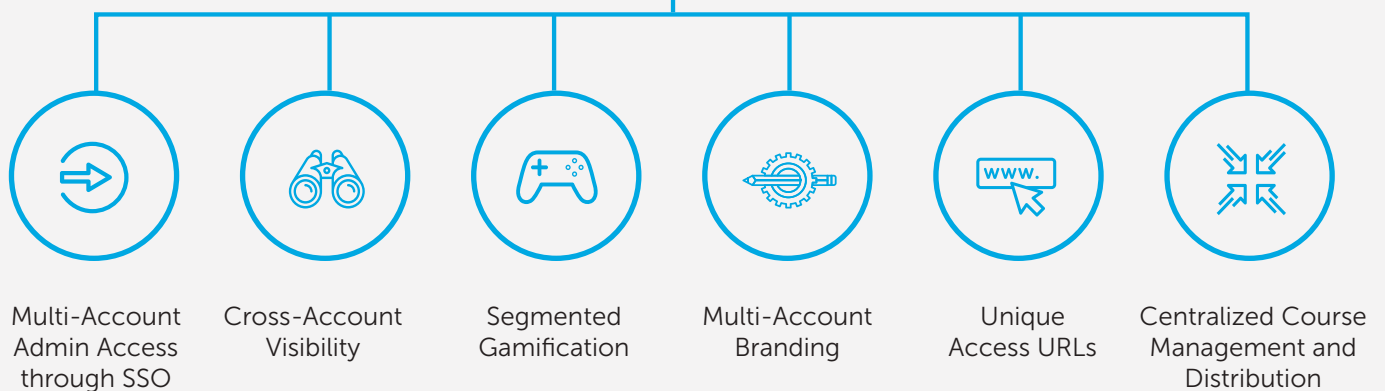 www.
Multi-Account
Admin Access
through SSO
Cross-Account
Visibility
Segmented
Gamification
Multi-Account
Branding
Unique
Access URLs
Centralized Course
Management and
Distribution